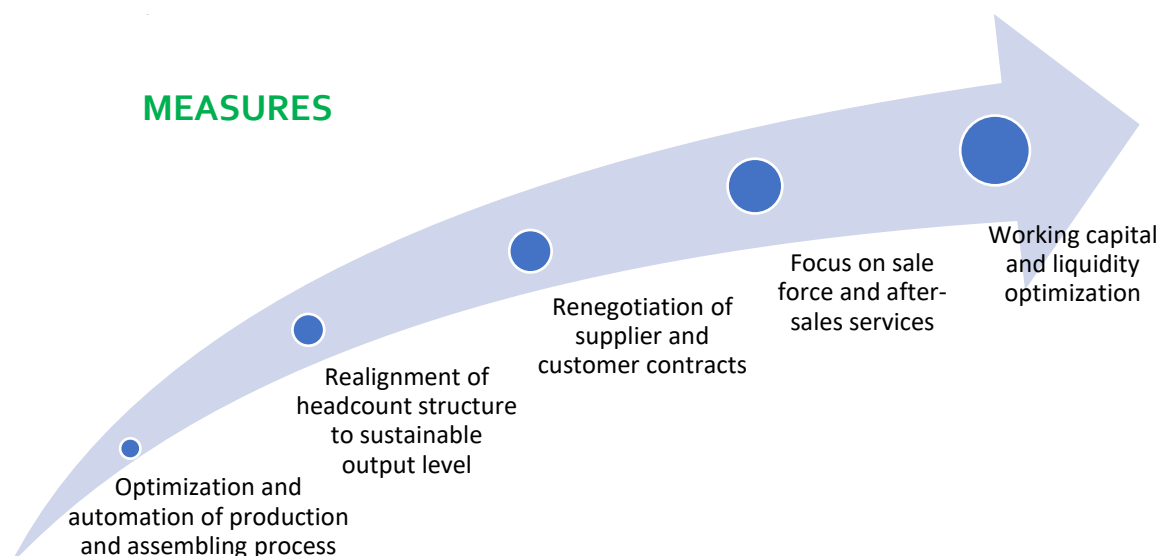 MEASURES
Optimization and
automation of production
and assembling process
Realignment of
headcount structure
to sustainable
output level
Renegotiation of
supplier and
customer contracts
Focus on sale
force and after-
sales services
Working capital
and liquidity
optimization